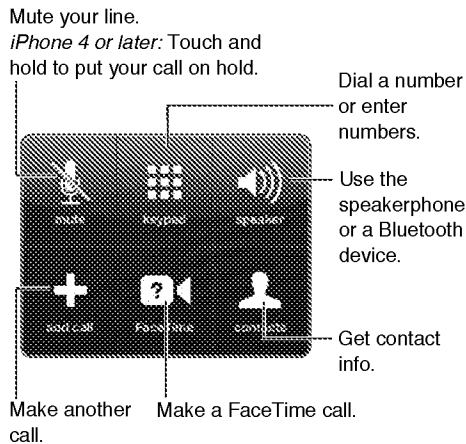 Mute your line.
iPhone 4 or later: Touch and
hold to put your call on hold.
Dial a number
or enter
numbers.
mute
keypad
speaker
Use the
speakerphone
or a Bluetooth
device.
?
add call
FaceTime
contacts
Get contact
info.
Make another
call.
Make a FaceTime call.